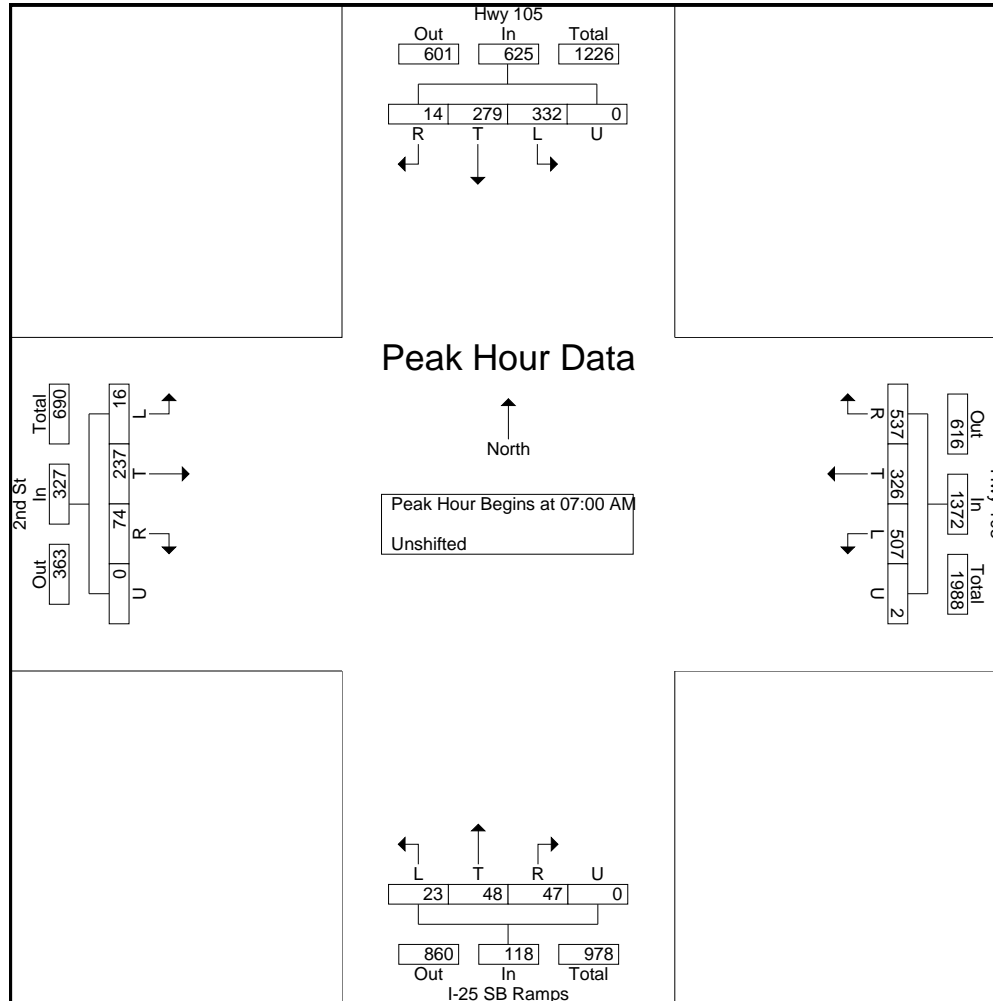 Hwy 105
Out In Total
601 625 1226
14 279 332 0
R T L U
Peak Hour Data
North
Peak Hour Begins at 07:00 AM
Unshifted
2nd St
Total In Out
690 327 363
16 237 74 0
L T R U
R T L U
537 326 507 2
Out In Total
616 1372 1988
L T R U
23 48 47 0
860 118 978
Out In Total
I-25 SB Ramps